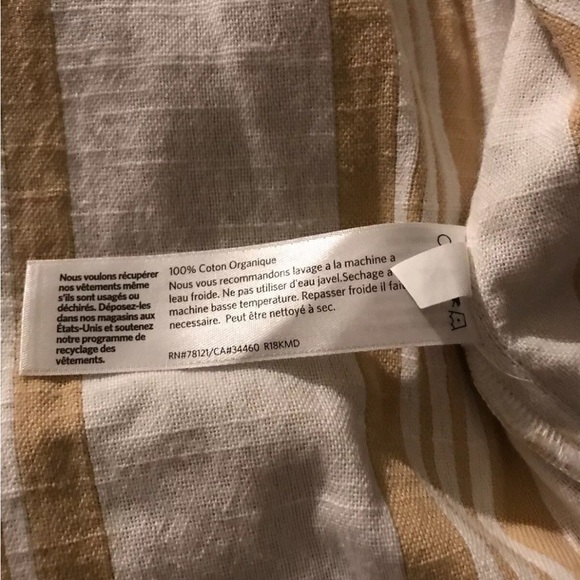 Nous voulons récupérer
nos vêtements même
s'ils sont usagés ou
déchirés. Déposez-les
dans nos magasins aux
États-Unis et soutenez
notre programme de
recyclage des
vêtements.
100% Coton Organique
Nous vous recommandons lavage a la machine a
leau froide. Ne pas utiliser d'eau javel.Sechage a
machine basse temperature. Repasser froide il fait
necessaire. Peut être nettoyé à sec.
RN#78121/CA#34460 R18KMD